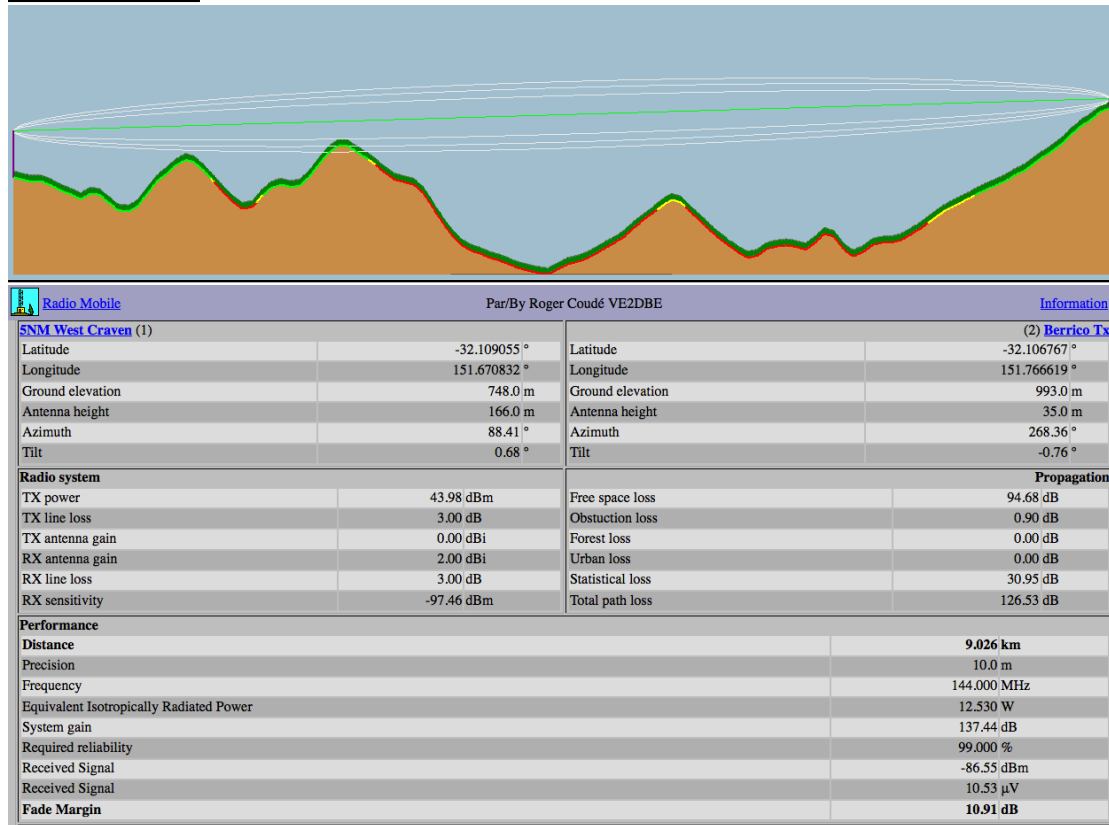 Radio Mobile Par/By Roger Coudé VE2DBE Information
5NM West Craven (1) (2) Berrico Tx
Latitude -32.109055 ° Latitude -32.106767 °
Longitude 151.670832 ° Longitude 151.766619 °
Ground elevation 748.0 m Ground elevation 993.0 m
Antenna height 166.0 m Antenna height 35.0 m
Azimuth 88.41 ° Azimuth 268.36 °
Tilt 0.68 ° Tilt -0.76 °
Radio system Propagation
TX power 43.98 dBm Free space loss 94.68 dB
TX line loss 3.00 dB Obstuction loss 0.90 dB
TX antenna gain 0.00 dBi Forest loss 0.00 dB
RX antenna gain 2.00 dBi Urban loss 0.00 dB
RX line loss 3.00 dB Statistical loss 30.95 dB
RX sensitivity -97.46 dBm Total path loss 126.53 dB
Performance
Distance 9.026 km
Precision 10.0 m
Frequency 144.000 MHz
Equivalent Isotropically Radiated Power 12.530 W
System gain 137.44 dB
Required reliability 99.000 %
Received Signal -86.55 dBm
Received Signal 10.53 µV
Fade Margin 10.91 dB